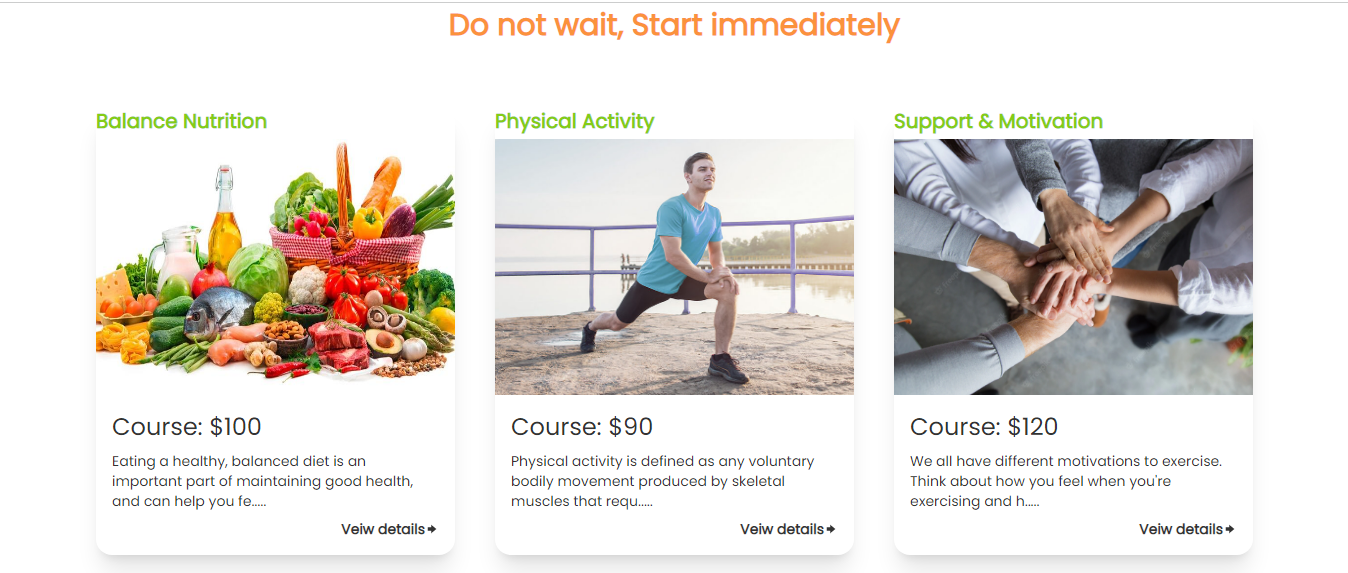 Do not wait, Start immediately
Balance Nutrition
Physical Activity
Support & Motivation
Course: $100
Eating a healthy, balanced diet is an
important part of maintaining good health,
and can help you fe.....
Veiw details
Course: $90
Physical activity is defined as any voluntary
bodily movement produced by skeletal
muscles that requ.....
Veiw details
Course: $120
We all have different motivations to exercise.
Think about how you feel when you're
exercising and h.....
Veiw details